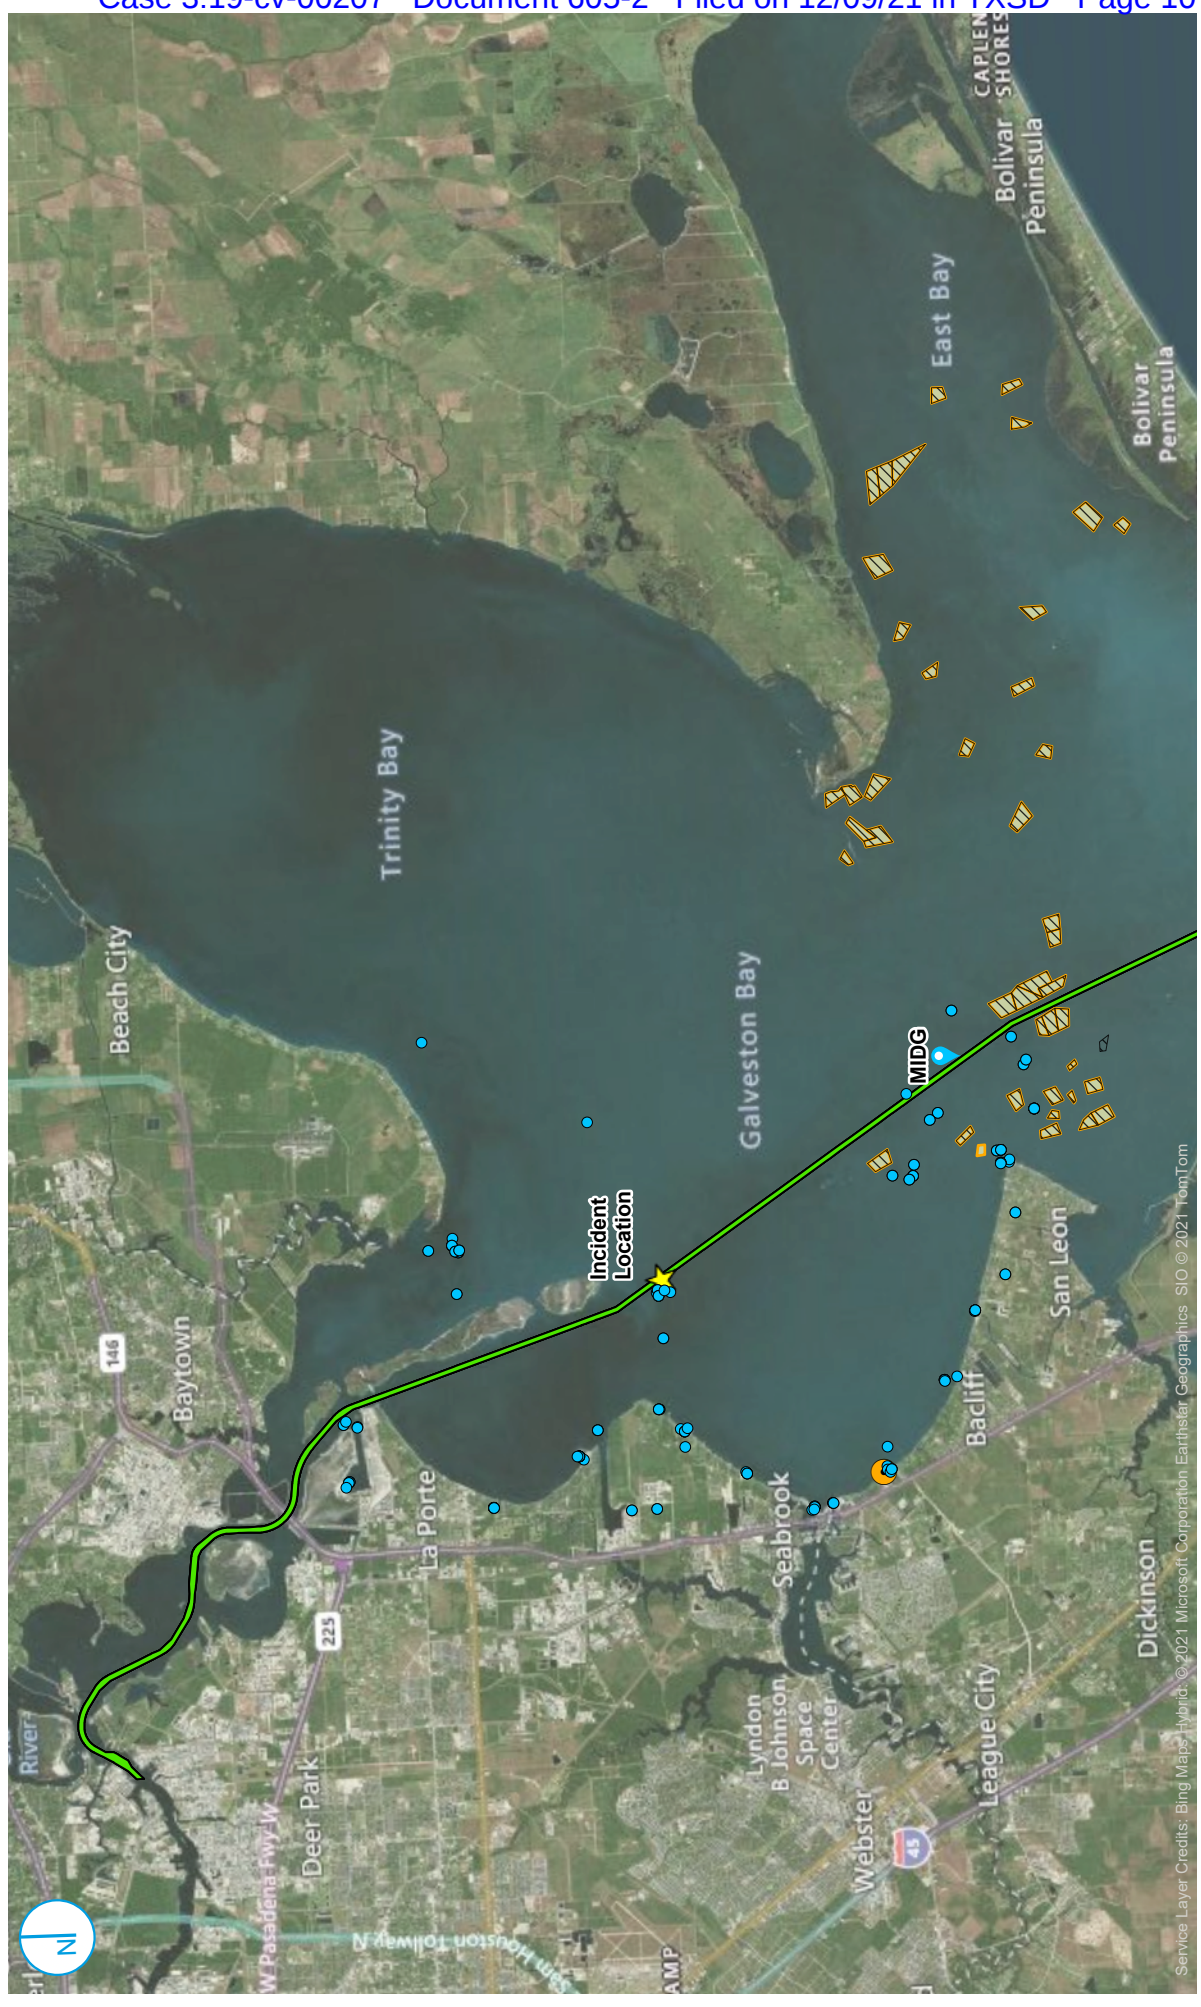 Case 3:19-cv-00207 Document 605-2 Filed on 12/09/21 in TXSD Page 10
CAPLEN
SHORES
Bolivar
Peninsula
East Bay
Bolivar
Peninsula
Trinity Bay
Beach City
Galveston Bay
MIDG
Incident
Location
146
Baytown
San Leon
Bacliff
La Porte
Seabrook
225
Dickinson
River
Deer Park
W Pasadena Fwy W
Lyndon
B Johnson
Space
Center
League City
Webster
45
N
Sam Houston Tollway N
AMP
Service Layer Credits: Bing Maps Hybrid: © 2021 Microsoft Corporation Earthstar Geographics SIO © 2021 TomTom